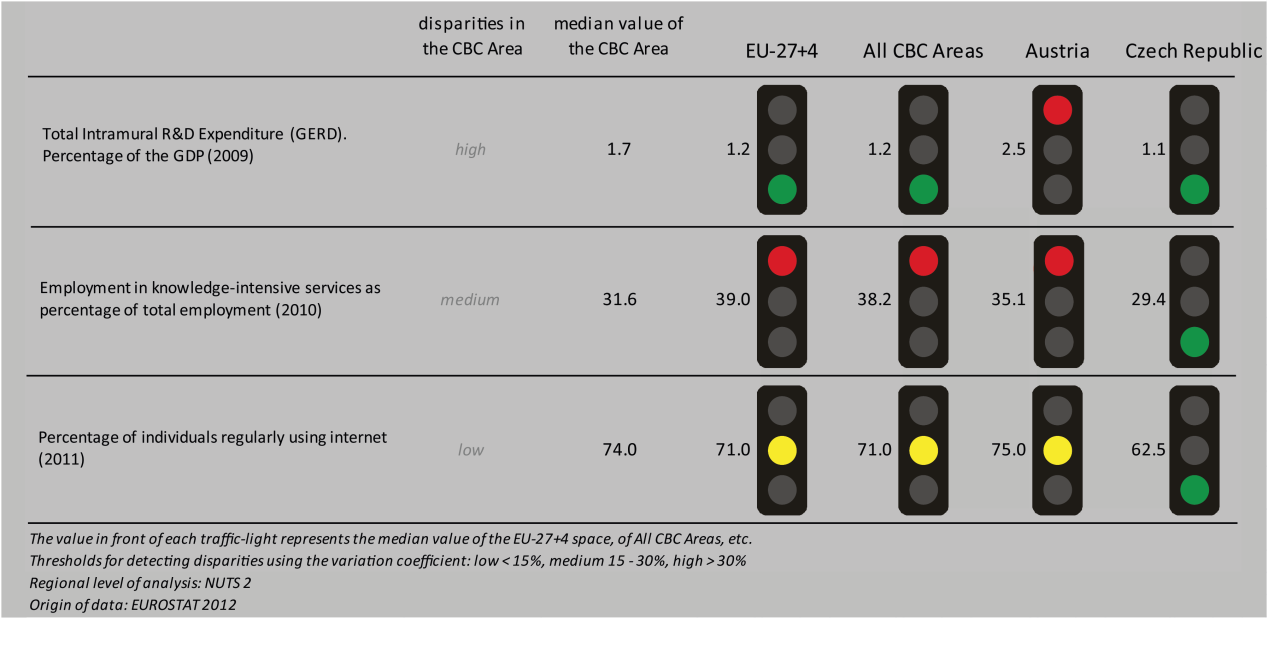 disparities in
the CBC Area
median value of
the CBC Area
EU-27+4
All CBC Areas
Austria
Czech Republic
Total Intramural R&D Expenditure (GERD).
Percentage of the GDP (2009)
high
1.7
1.2
1.2
2.5
1.1
Employment in knowledge-intensive services as
percentage of total employment (2010)
medium
31.6
39.0
38.2
35.1
29.4
Percentage of individuals regularly using internet
(2011)
low
74.0
71.0
71.0
75.0
62.5
The value in front of each traffic-light represents the median value of the EU-27+4 space, of All CBC Areas, etc.
Thresholds for detecting disparities using the variation coefficient: low < 15%, medium 15 - 30%, high > 30%
Regional level of analysis: NUTS 2
Origin of data: EUROSTAT 2012